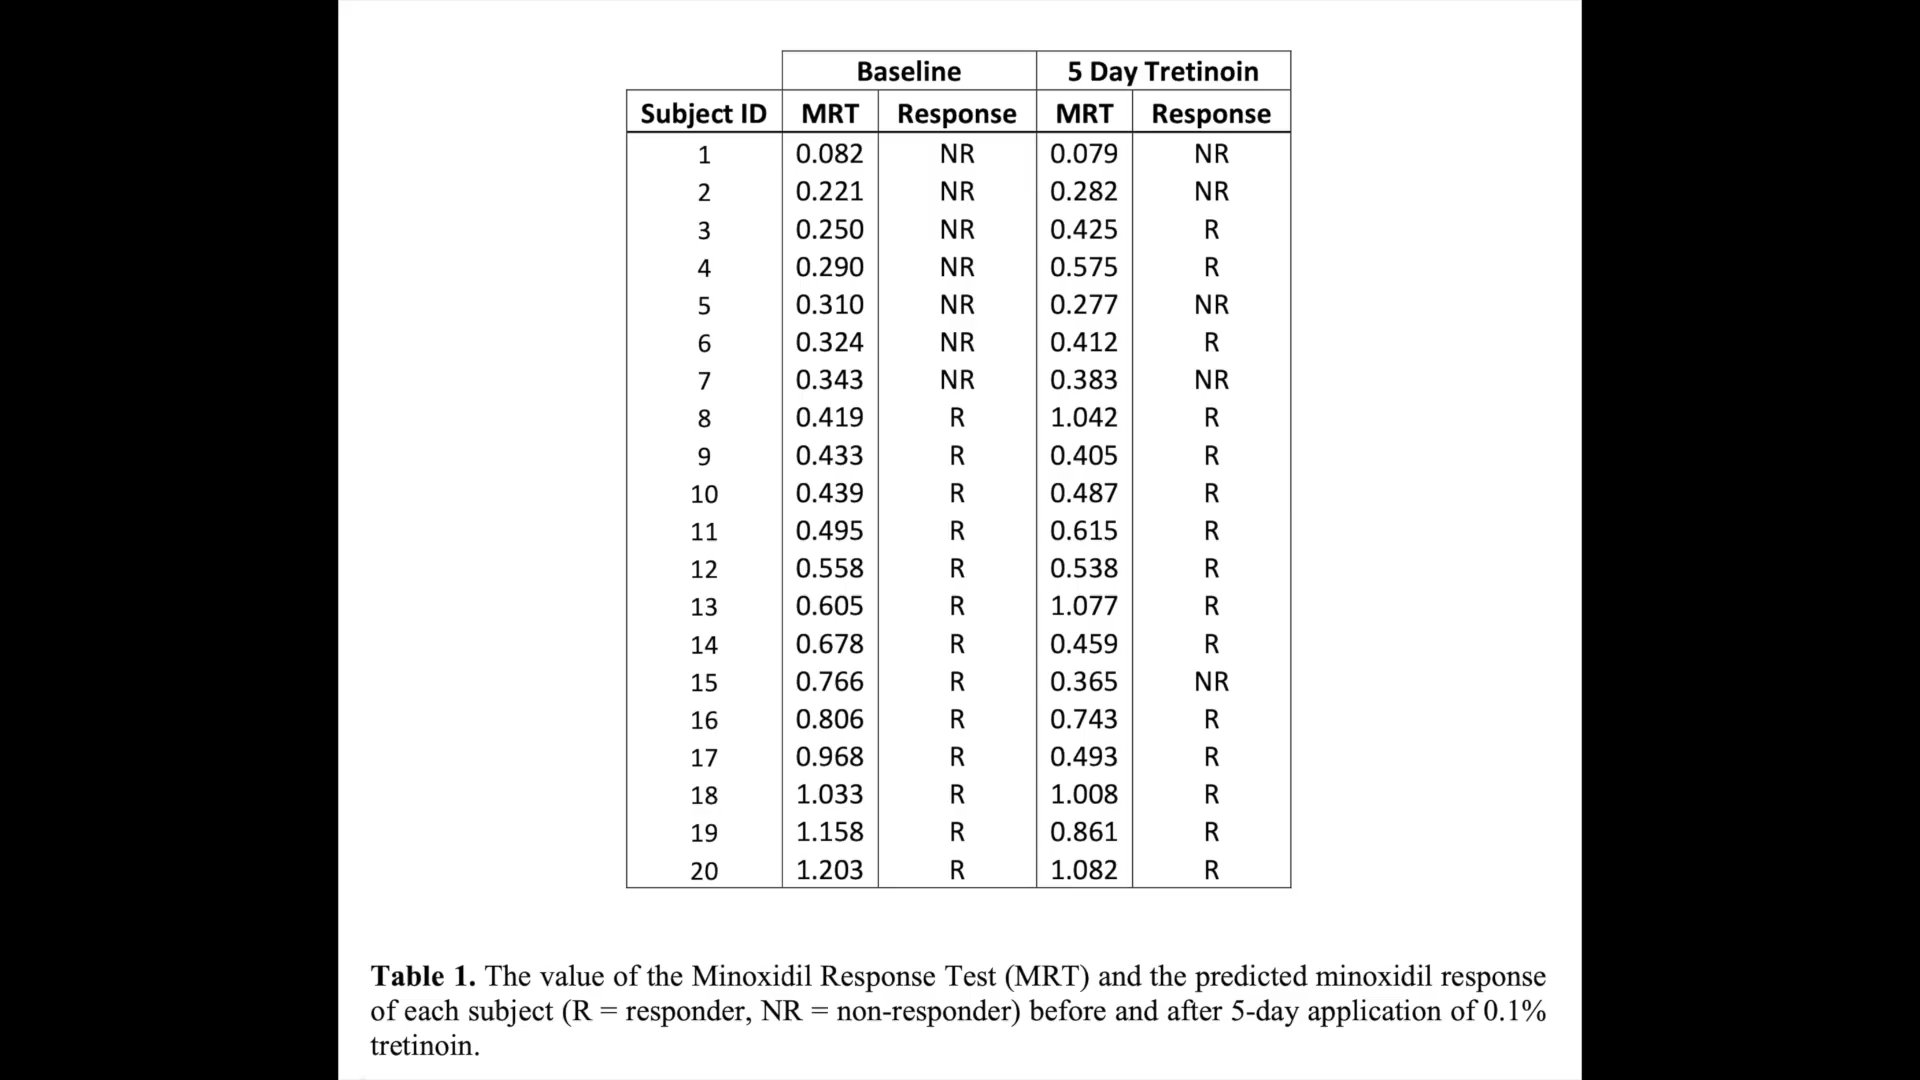 Baseline 5 Day Tretinoin
Subject ID MRT Response MRT Response
1 0.082 NR 0.079 NR
2 0.221 NR 0.282 NR
3 0.250 NR 0.425 R
4 0.290 NR 0.575 R
5 0.310 NR 0.277 NR
6 0.324 NR 0.412 R
7 0.343 NR 0.383 NR
8 0.419 R 1.042 R
9 0.433 R 0.405 R
10 0.439 R 0.487 R
11 0.495 R 0.615 R
12 0.558 R 0.538 R
13 0.605 R 1.077 R
14 0.678 R 0.459 R
15 0.766 R 0.365 NR
16 0.806 R 0.743 R
17 0.968 R 0.493 R
18 1.033 R 1.008 R
19 1.158 R 0.861 R
20 1.203 R 1.082 R
Table 1. The value of the Minoxidil Response Test (MRT) and the predicted minoxidil response
of each subject (R = responder, NR = non-responder) before and after 5-day application of 0.1%
tretinoin.